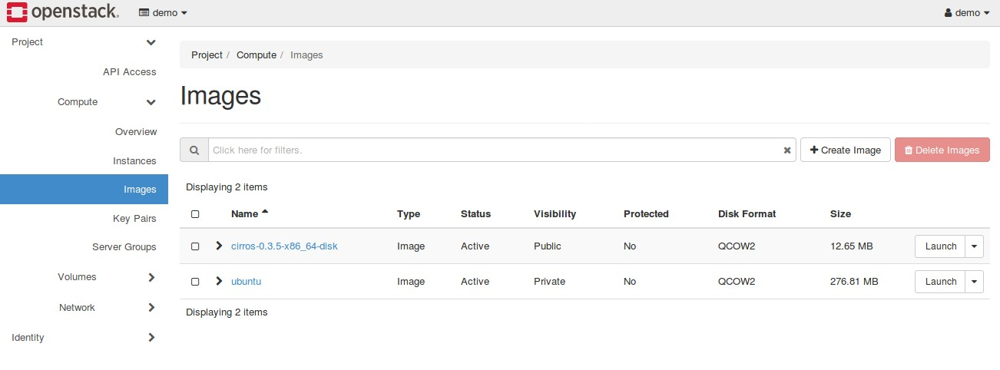 openstack. demo demo
Project
API Access
Compute
Overview
Instances
Images
Key Pairs
Server Groups
Volumes
Network
Identity
Project / Compute / Images
Images
Click here for filters. Create Image Delete Images
Displaying 2 items
Name Type Status Visibility Protected Disk Format Size
cirros-0.3.5-x86_64-disk Image Active Public No QCOW2 12.65 MB Launch
ubuntu Image Active Private No QCOW2 276.81 MB Launch
Displaying 2 items